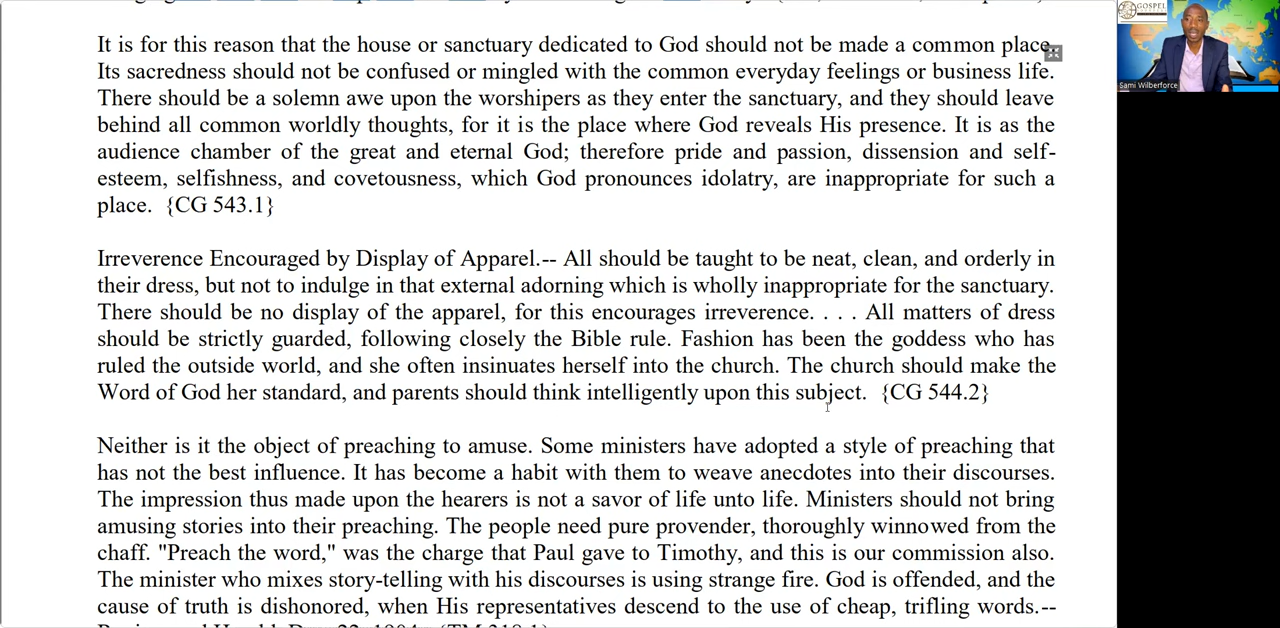 It is for this reason that the house or sanctuary dedicated to God should not be made a common place.
Its sacredness should not be confused or mingled with the common everyday feelings or business life.
There should be a solemn awe upon the worshipers as they enter the sanctuary, and they should leave
behind all common worldly thoughts, for it is the place where God reveals His presence. It is as the
audience chamber of the great and eternal God; therefore pride and passion, dissension and self-
esteem, selfishness, and covetousness, which God pronounces idolatry, are inappropriate for such a
place.  {CG 543.1}
Irreverence Encouraged by Display of Apparel.-- All should be taught to be neat, clean, and orderly in
their dress, but not to indulge in that external adorning which is wholly inappropriate for the sanctuary.
There should be no display of the apparel, for this encourages irreverence. . . . All matters of dress
should be strictly guarded, following closely the Bible rule. Fashion has been the goddess who has
ruled the outside world, and she often insinuates herself into the church. The church should make the
Word of God her standard, and parents should think intelligently upon this subject.  {CG 544.2}
Neither is it the object of preaching to amuse. Some ministers have adopted a style of preaching that
has not the best influence. It has become a habit with them to weave anecdotes into their discourses.
The impression thus made upon the hearers is not a savor of life unto life. Ministers should not bring
amusing stories into their preaching. The people need pure provender, thoroughly winnowed from the
chaff. "Preach the word," was the charge that Paul gave to Timothy, and this is our commission also.
The minister who mixes story-telling with his discourses is using strange fire. God is offended, and the
cause of truth is dishonored, when His representatives descend to the use of cheap, trifling words.--
GOSPEL
Sami Wilberforce